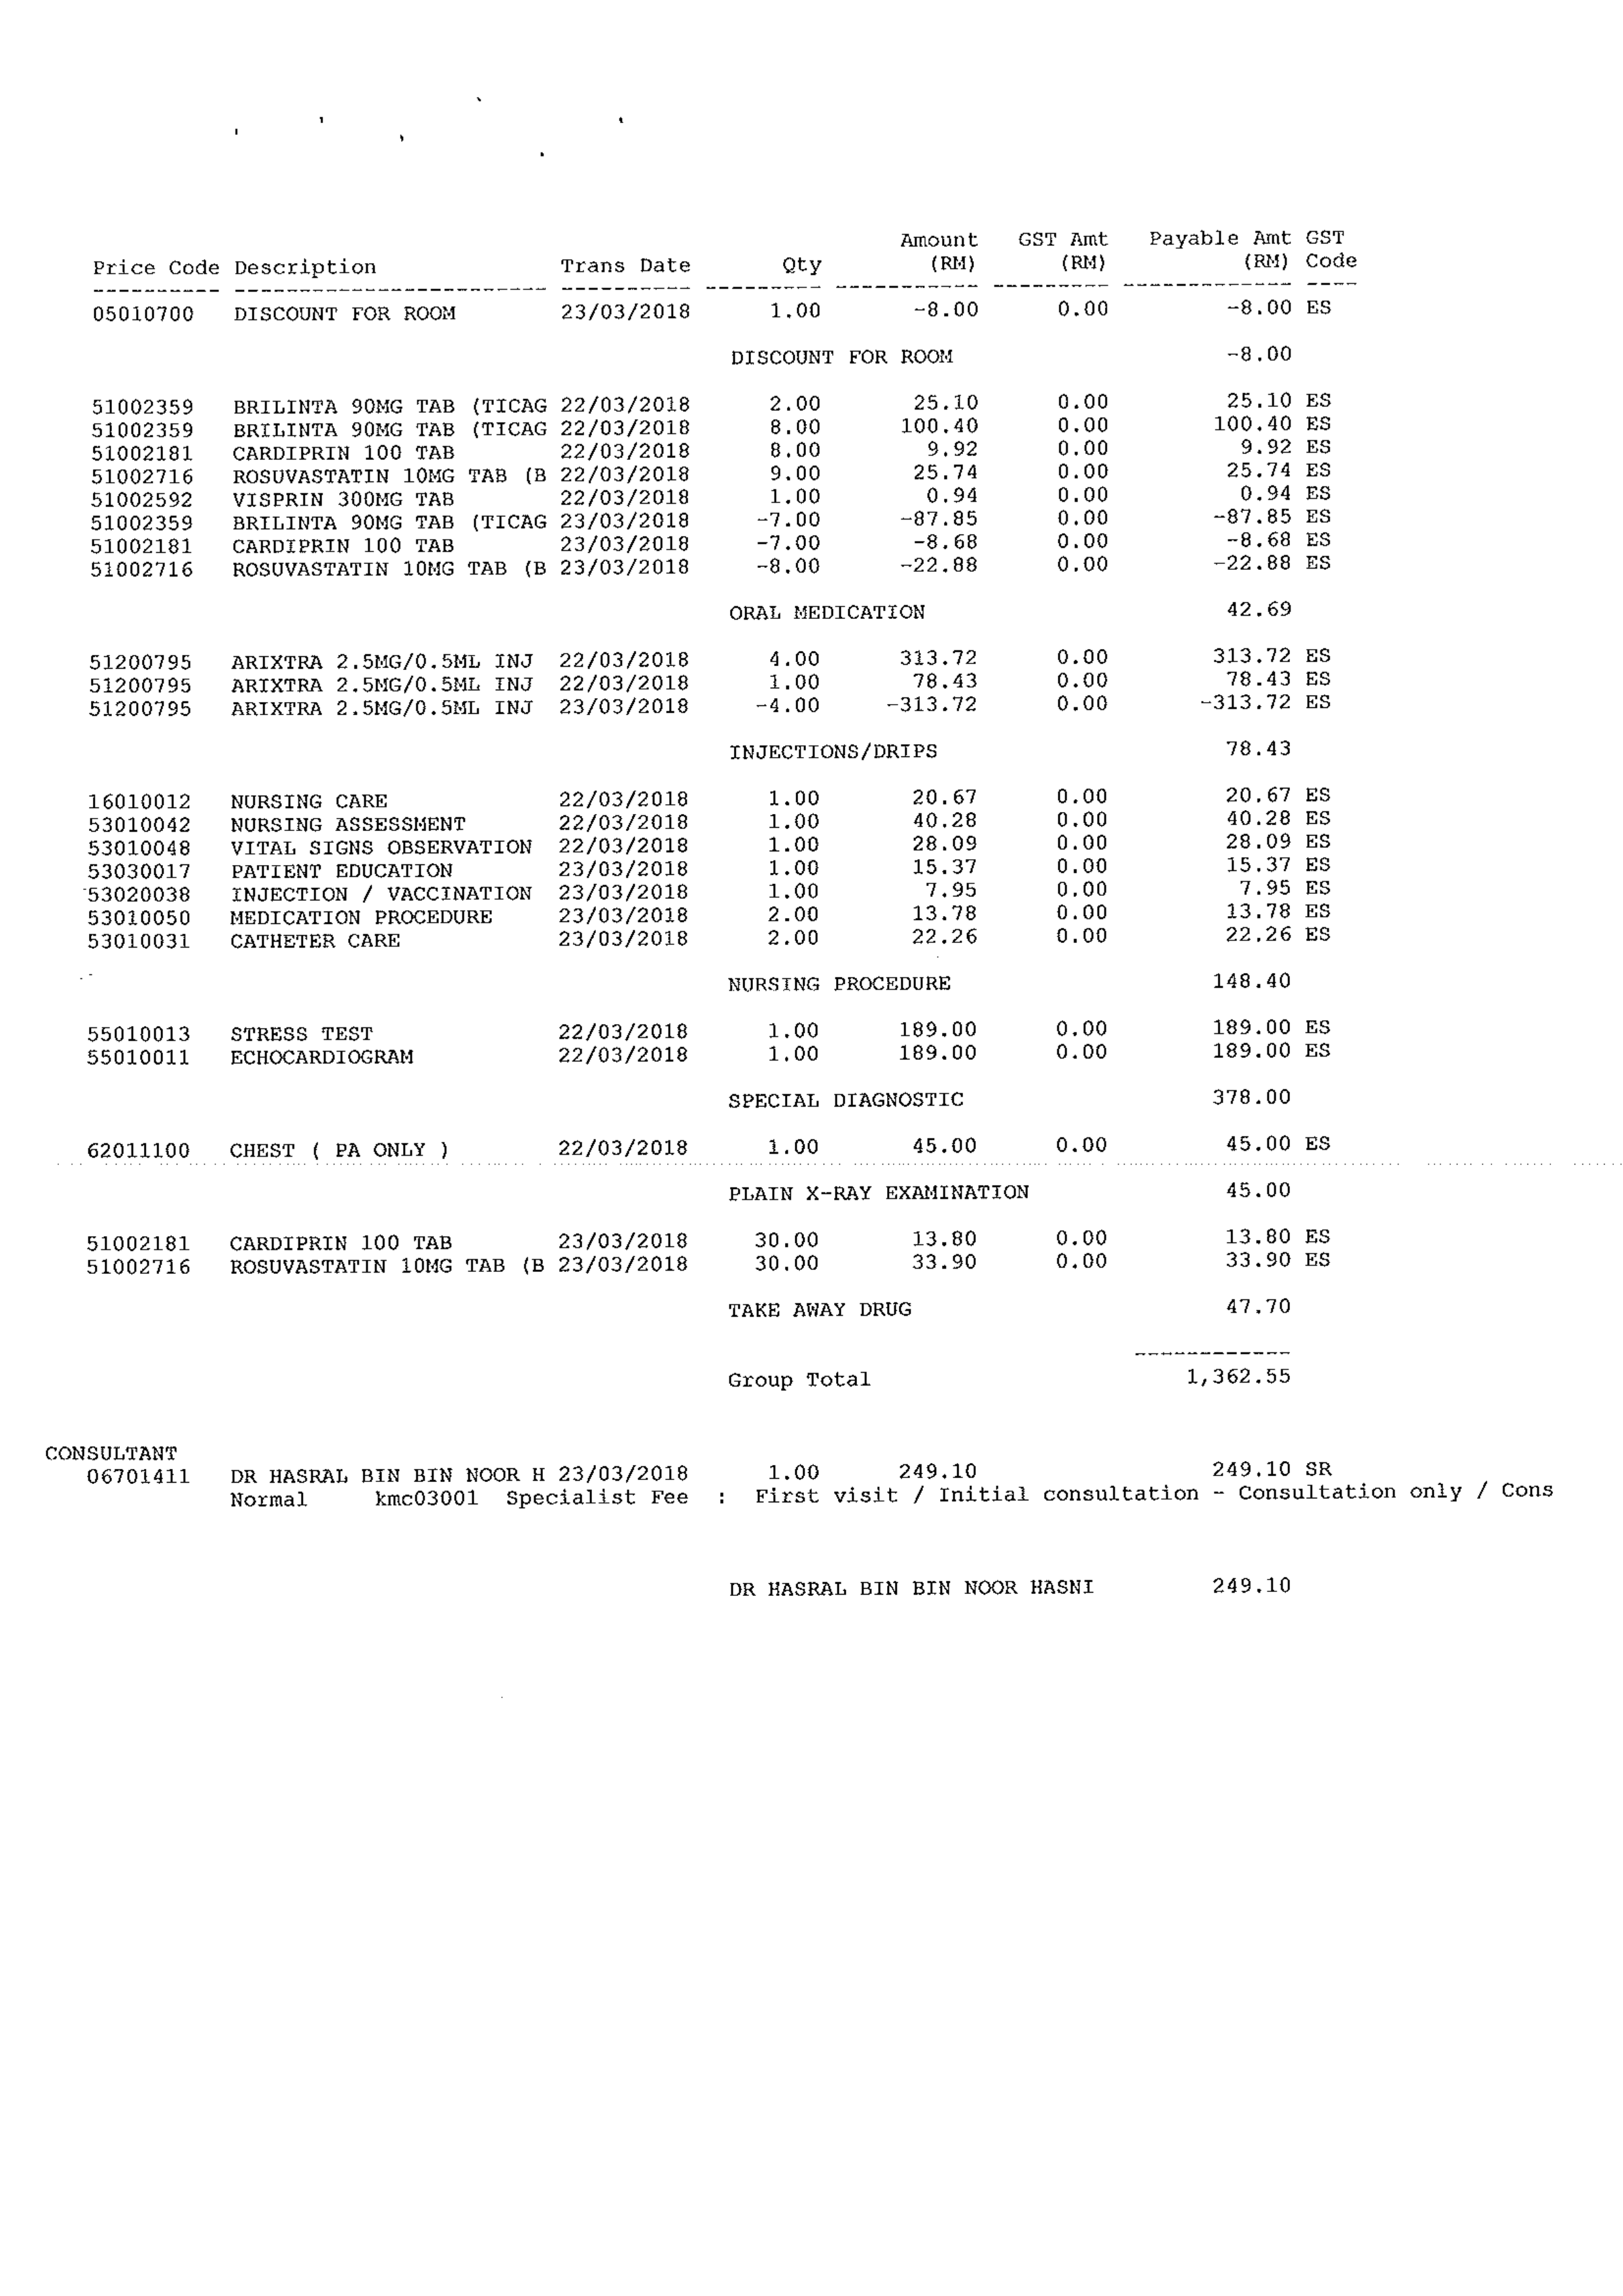 Amount GST Amt Payable Amt GST
Price Code Description Trans Date Qty (RM) (RM) (RM) Code
---------- ------------------------ ---------- --------- ----------- --------- ------------- ----
05010700 DISCOUNT FOR ROOM 23/03/2018 1.00 -8.00 0.00 -8.00 ES
DISCOUNT FOR ROOM -8.00
51002359 BRILINTA 90MG TAB (TICAG 22/03/2018 2.00 25.10 0.00 25.10 ES
51002359 BRILINTA 90MG TAB (TICAG 22/03/2018 8.00 100.40 0.00 100.40 ES
51002181 CARDIPRIN 100 TAB 22/03/2018 8.00 9.92 0.00 9.92 ES
51002716 ROSUVASTATIN 10MG TAB (B 22/03/2018 9.00 25.74 0.00 25.74 ES
51002592 VISPRIN 300MG TAB 22/03/2018 1.00 0.94 0.00 0.94 ES
51002359 BRILINTA 90MG TAB (TICAG 23/03/2018 -7.00 -87.85 0.00 -87.85 ES
51002181 CARDIPRIN 100 TAB 23/03/2018 -7.00 -8.68 0.00 -8.68 ES
51002716 ROSUVASTATIN 10MG TAB (B 23/03/2018 -8.00 -22.88 0.00 -22.88 ES
ORAL MEDICATION 42.69
51200795 ARIXTRA 2.5MG/0.5ML INJ 22/03/2018 4.00 313.72 0.00 313.72 ES
51200795 ARIXTRA 2.5MG/0.5ML INJ 22/03/2018 1.00 78.43 0.00 78.43 ES
51200795 ARIXTRA 2.5MG/0.5ML INJ 23/03/2018 -4.00 -313.72 0.00 -313.72 ES
INJECTIONS/DRIPS 78.43
16010012 NURSING CARE 22/03/2018 1.00 20.67 0.00 20.67 ES
53010042 NURSING ASSESSMENT 22/03/2018 1.00 40.28 0.00 40.28 ES
53010048 VITAL SIGNS OBSERVATION 22/03/2018 1.00 28.09 0.00 28.09 ES
53030017 PATIENT EDUCATION 23/03/2018 1.00 15.37 0.00 15.37 ES
53020038 INJECTION / VACCINATION 23/03/2018 1.00 7.95 0.00 7.95 ES
53010050 MEDICATION PROCEDURE 23/03/2018 2.00 13.78 0.00 13.78 ES
53010031 CATHETER CARE 23/03/2018 2.00 22.26 0.00 22.26 ES
NURSING PROCEDURE 148.40
55010013 STRESS TEST 22/03/2018 1.00 189.00 0.00 189.00 ES
55010011 ECHOCARDIOGRAM 22/03/2018 1.00 189.00 0.00 189.00 ES
SPECIAL DIAGNOSTIC 378.00
62011100 CHEST ( PA ONLY ) 22/03/2018 1.00 45.00 0.00 45.00 ES
PLAIN X-RAY EXAMINATION 45.00
51002181 CARDIPRIN 100 TAB 23/03/2018 30.00 13.80 0.00 13.80 ES
51002716 ROSUVASTATIN 10MG TAB (B 23/03/2018 30.00 33.90 0.00 33.90 ES
TAKE AWAY DRUG 47.70
-------------
Group Total 1,362.55
CONSULTANT
06701411 DR HASRAL BIN BIN NOOR H 23/03/2018 1.00 249.10 249.10 SR
Normal kmc03001 Specialist Fee : First visit / Initial consultation - Consultation only / Cons
DR HASRAL BIN BIN NOOR HASNI 249.10